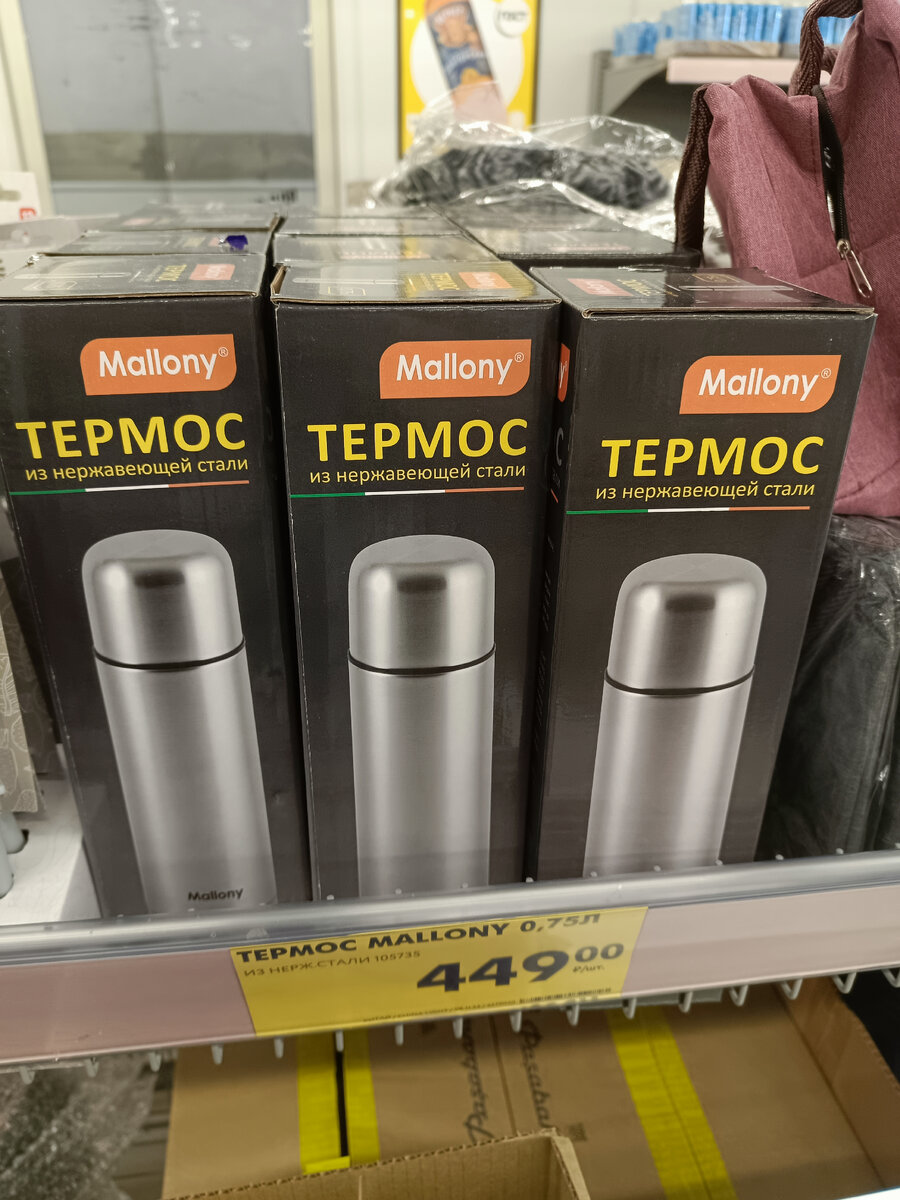 Mallony®
ТЕРМОС
из нержавеющей стали
Mallony
Mallony®
ТЕРМОС
из нержавеющей стали
Mallony®
ТЕРМОС
из нержавеющей стали
ТЕРМОС MALLONY 0,75Л
ИЗ НЕРЖ.СТАЛИ 105735
449 00
₽/шт.